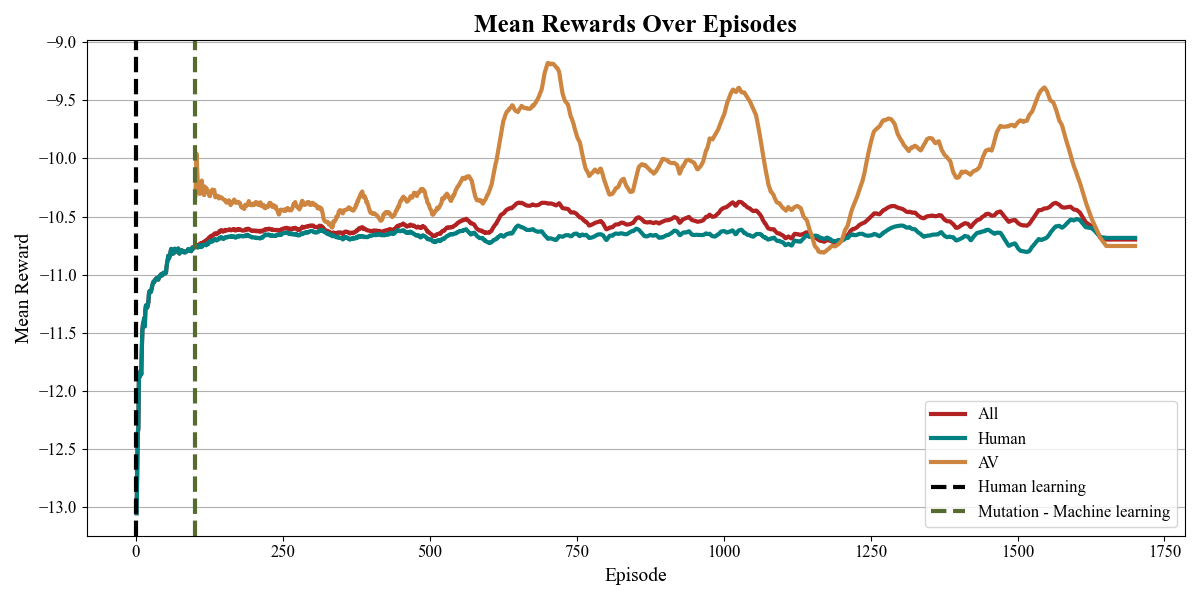 Mean Rewards Over Episodes
Mean Reward
−9.0
−9.5
−10.0
−10.5
−11.0
−11.5
−12.0
−12.5
−13.0
0 250 500 750 1000 1250 1500 1750
Episode
All
Human
AV
Human learning
Mutation - Machine learning